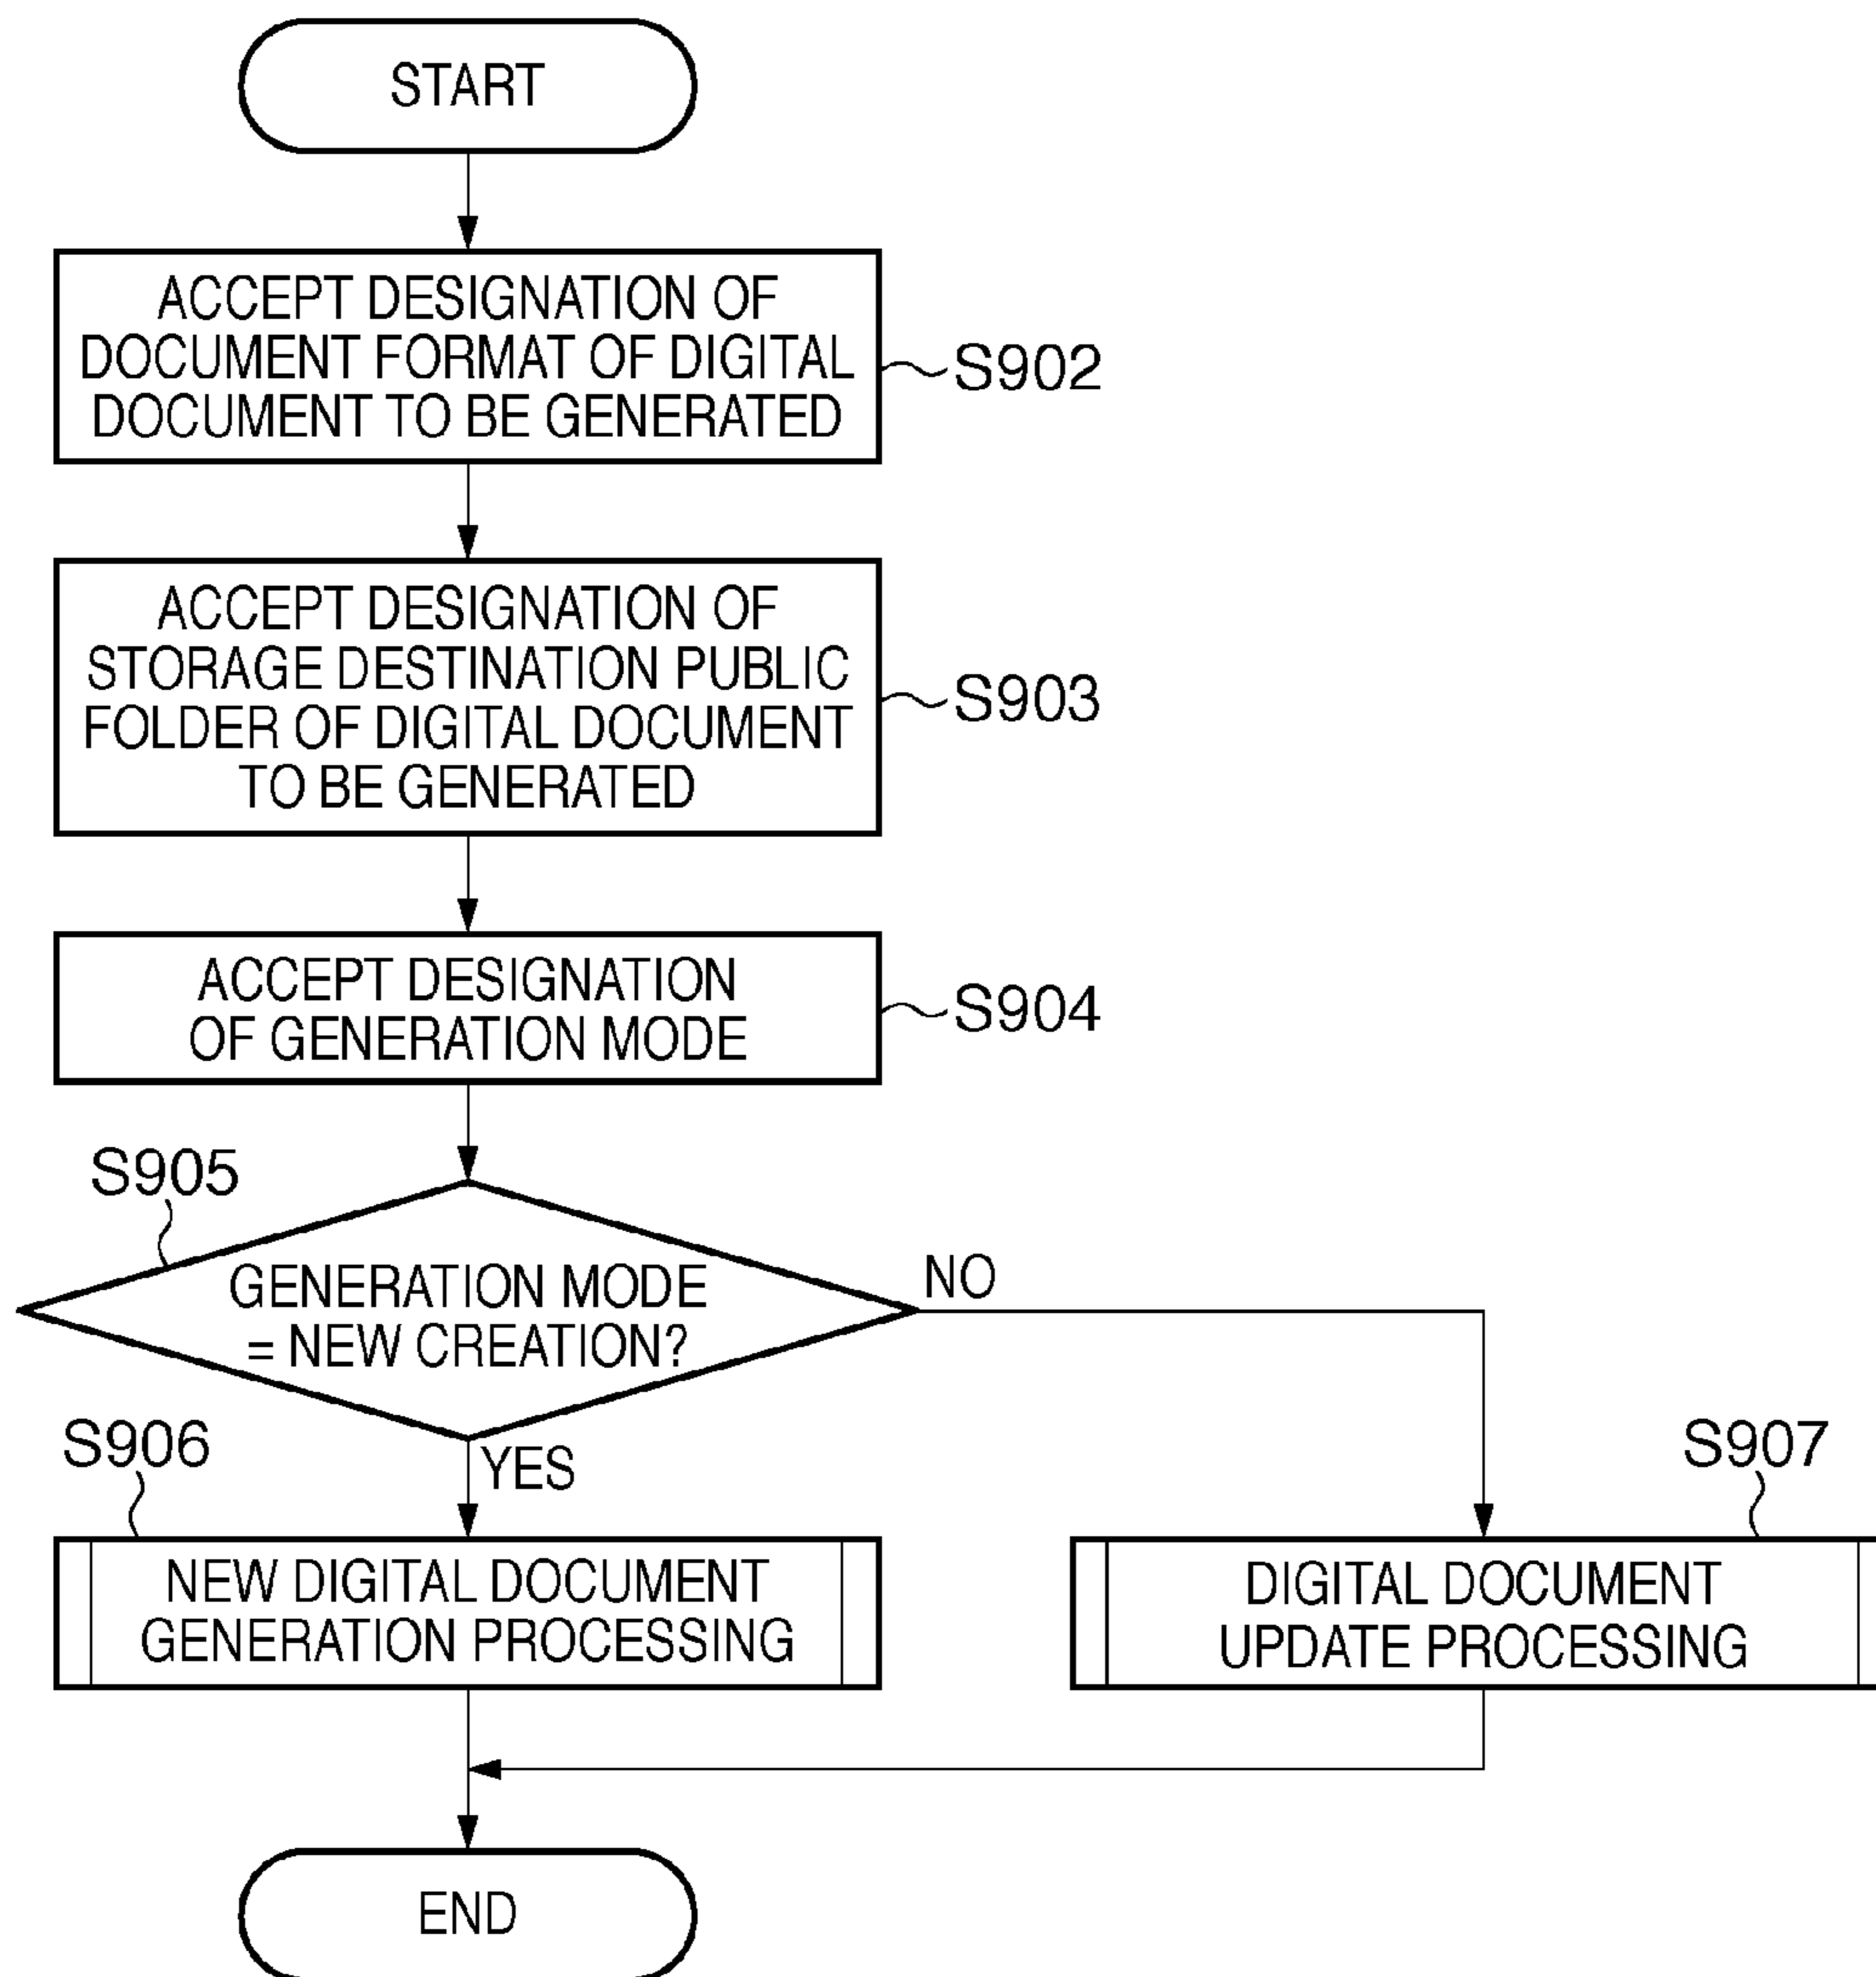 START
ACCEPT DESIGNATION OF
DOCUMENT FORMAT OF DIGITAL
DOCUMENT TO BE GENERATED
S902
ACCEPT DESIGNATION OF
STORAGE DESTINATION PUBLIC
FOLDER OF DIGITAL DOCUMENT
TO BE GENERATED
S903
ACCEPT DESIGNATION
OF GENERATION MODE
S904
S905
GENERATION MODE
= NEW CREATION?
NO
YES
S906
NEW DIGITAL DOCUMENT
GENERATION PROCESSING
S907
DIGITAL DOCUMENT
UPDATE PROCESSING
END